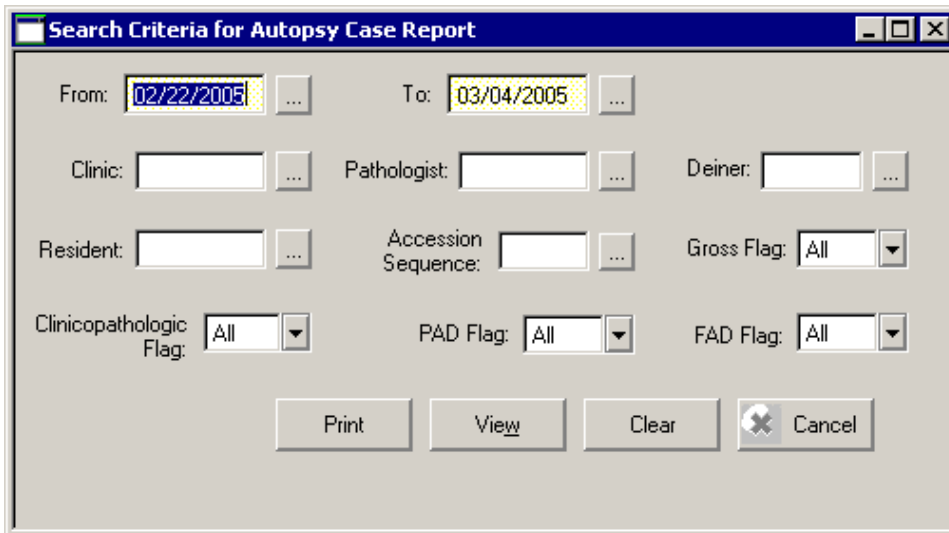 Search Criteria for Autopsy Case Report
From: 02/22/2005 ... To: 03/04/2005 ...
Clinic: ... Pathologist: ... Deiner: ...
Resident: ... Accession Sequence: ... Gross Flag: All
Clinicopathologic Flag: All PAD Flag: All FAD Flag: All
Print View Clear Cancel